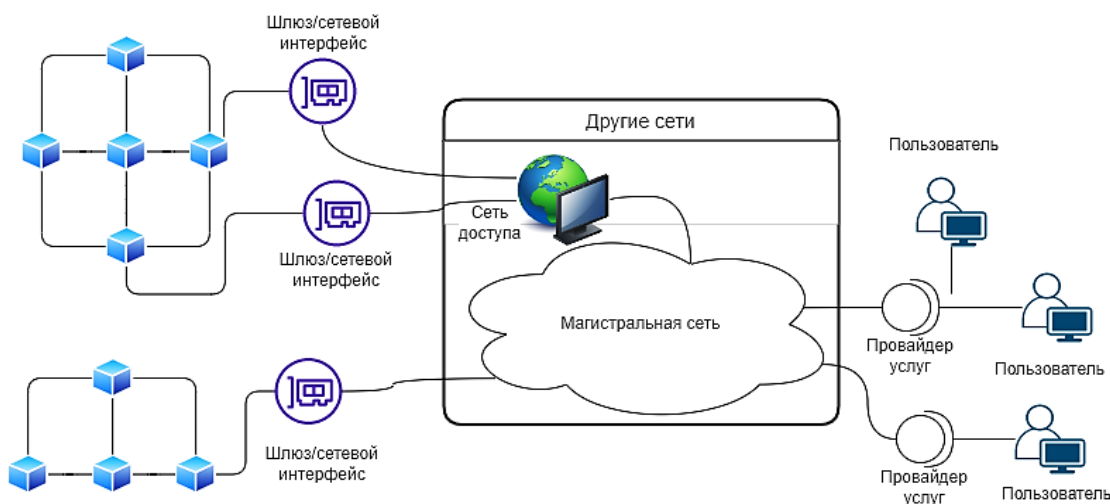 Шлюз/сетевой
интерфейс
Другие сети
Пользователь
Сеть
доступа
Шлюз/сетевой
интерфейс
Магистральная сеть
Провайдер
услуг
Пользователь
Шлюз/сетевой
интерфейс
Провайдер
услуг
Пользователь